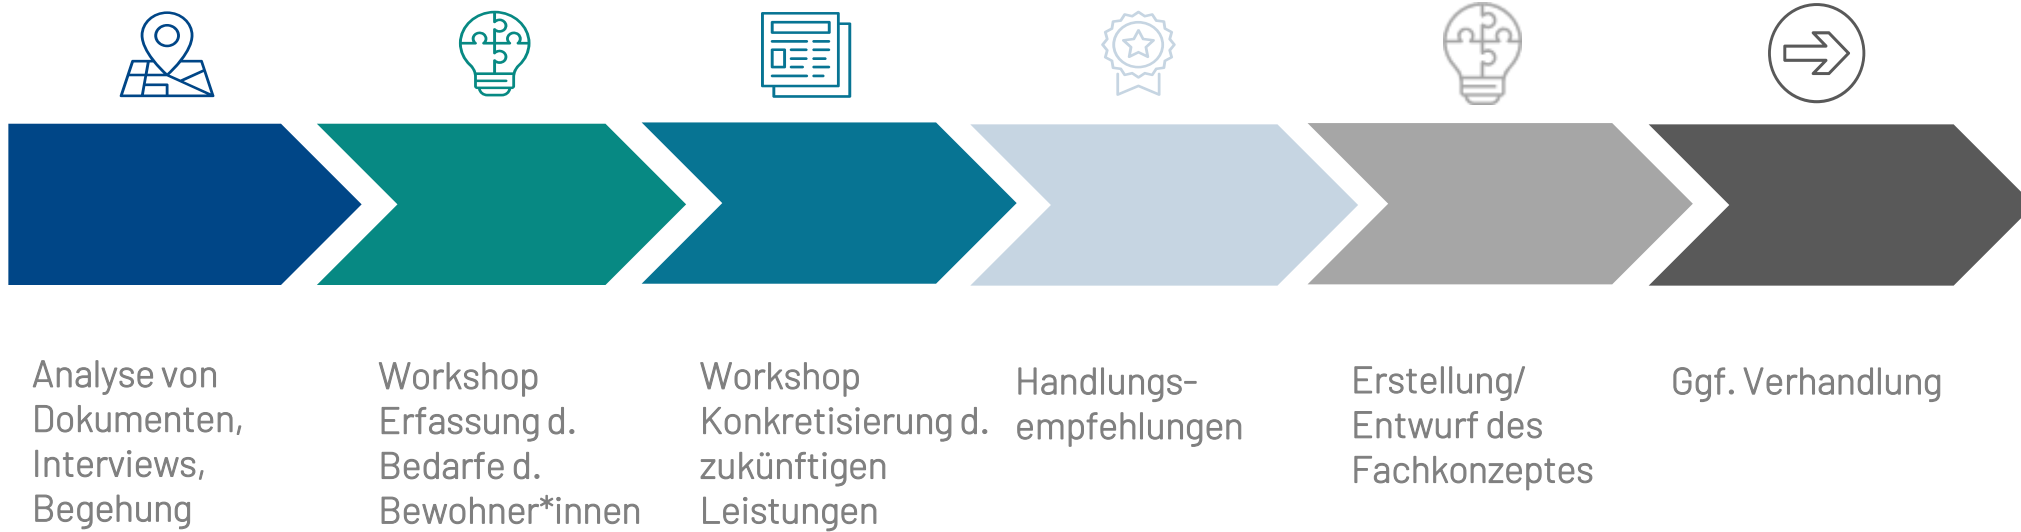 Analyse von
Dokumenten,
Interviews,
Begehung
Workshop
Erfassung d.
Bedarfe d.
Bewohner*innen
Workshop
Konkretisierung d.
zukünftigen
Leistungen
Handlungs-
empfehlungen
Erstellung/
Entwurf des
Fachkonzeptes
Ggf. Verhandlung